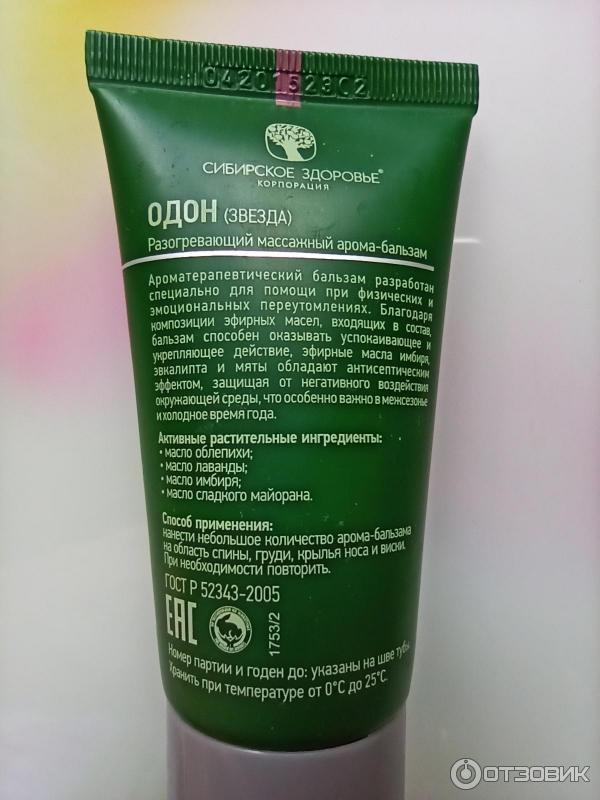 0420152302
СИБИРСКОЕ ЗДОРОВЬЕ®
КОРПОРАЦИЯ
ОДОН (ЗВЕЗДА)
Разогревающий массажный арома-бальзам
Ароматерапевтический бальзам разработан
специально для помощи при физических и
эмоциональных переутомлениях. Благодаря
композиции эфирных масел, входящих в состав,
бальзам способен оказывать успокаивающее и
укрепляющее действие, эфирные масла имбиря,
эвкалипта и мяты обладают антисептическим
эффектом, защищая от негативного воздействия
окружающей среды, что особенно важно в межсезонье
и холодное время года.
Активные растительные ингредиенты:
• масло облепихи;
• масло лаванды;
• масло имбиря;
• масло сладкого майорана.
Способ применения:
нанести небольшое количество арома-бальзама
на область спины, груди, крылья носа и виски.
При необходимости повторить.
ГОСТ Р 52343-2005
EAC
1753/2
Номер партии и годен до: указаны на шве тубы.
Хранить при температуре от 0°С до 25°С.
ОТЗОВИК